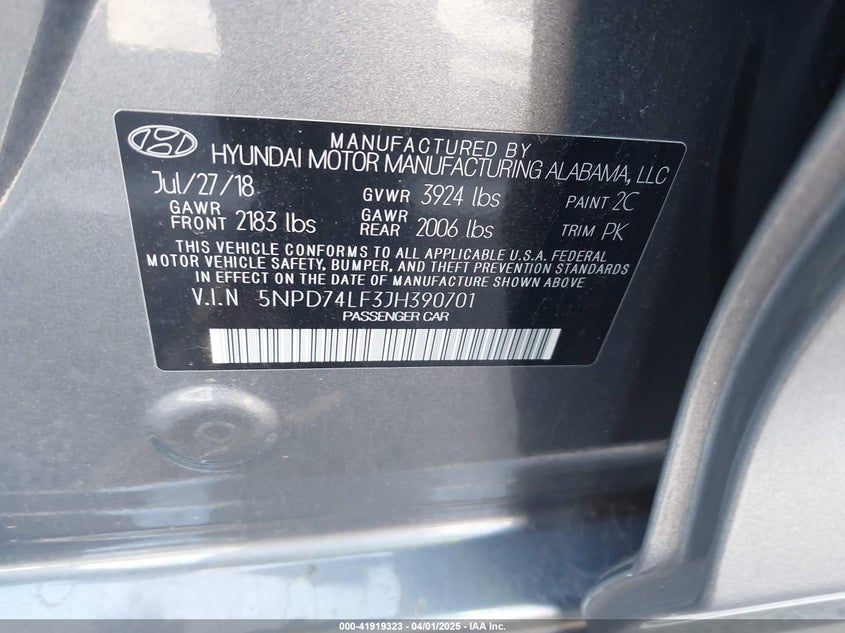 MANUFACTURED BY
HYUNDAI MOTOR MANUFACTURING ALABAMA, LLC
Jul/27/18 GVWR 3924 lbs PAINT 2C
GAWR FRONT 2183 lbs GAWR REAR 2006 lbs TRIM PK
THIS VEHICLE CONFORMS TO ALL APPLICABLE U.S.A. FEDERAL
MOTOR VEHICLE SAFETY, BUMPER, AND THEFT PREVENTION STANDARDS
IN EFFECT ON THE DATE OF MANUFACTURE SHOWN ABOVE.
V.I.N 5NPD74LF3JH390701
PASSENGER CAR
000-41919323 - 04/01/2025 - IAA Inc.